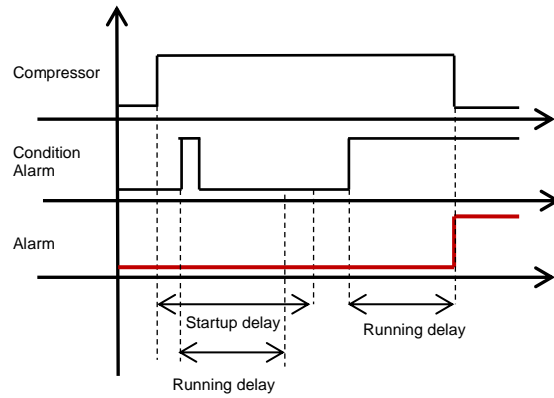 Compressor
Condition
Alarm
Alarm
Startup delay
Running delay
Running delay